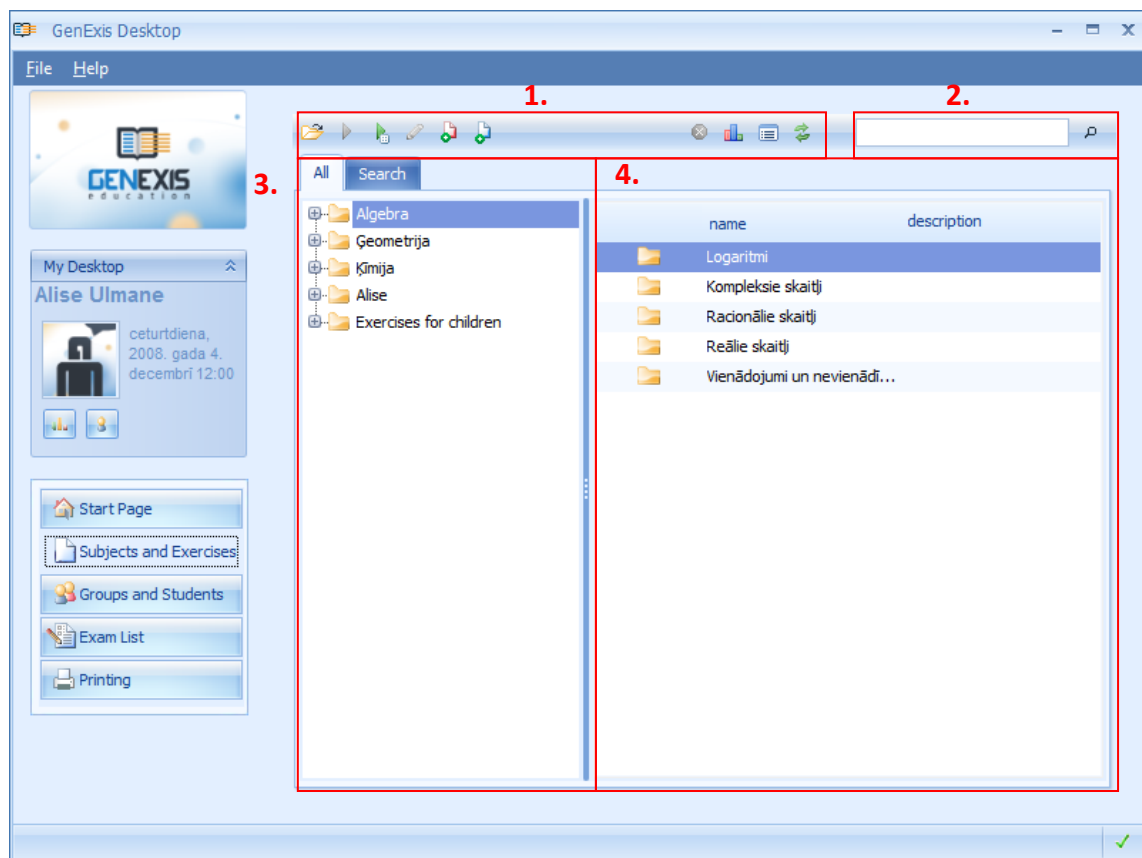 GenExis Desktop
File Help
1.
2.
GENEXIS
education
3.
All Search
4.
Algebra
Ģeometrija
Ķīmija
Alise
Exercises for children
name description
Logaritmi
Kompleksie skaitļi
Racionālie skaitļi
Reālie skaitļi
Vienādojumi un nevienādī...
My Desktop
Alise Ulmane
ceturtdiena,
2008. gada 4.
decembrī 12:00
Start Page
Subjects and Exercises
Groups and Students
Exam List
Printing